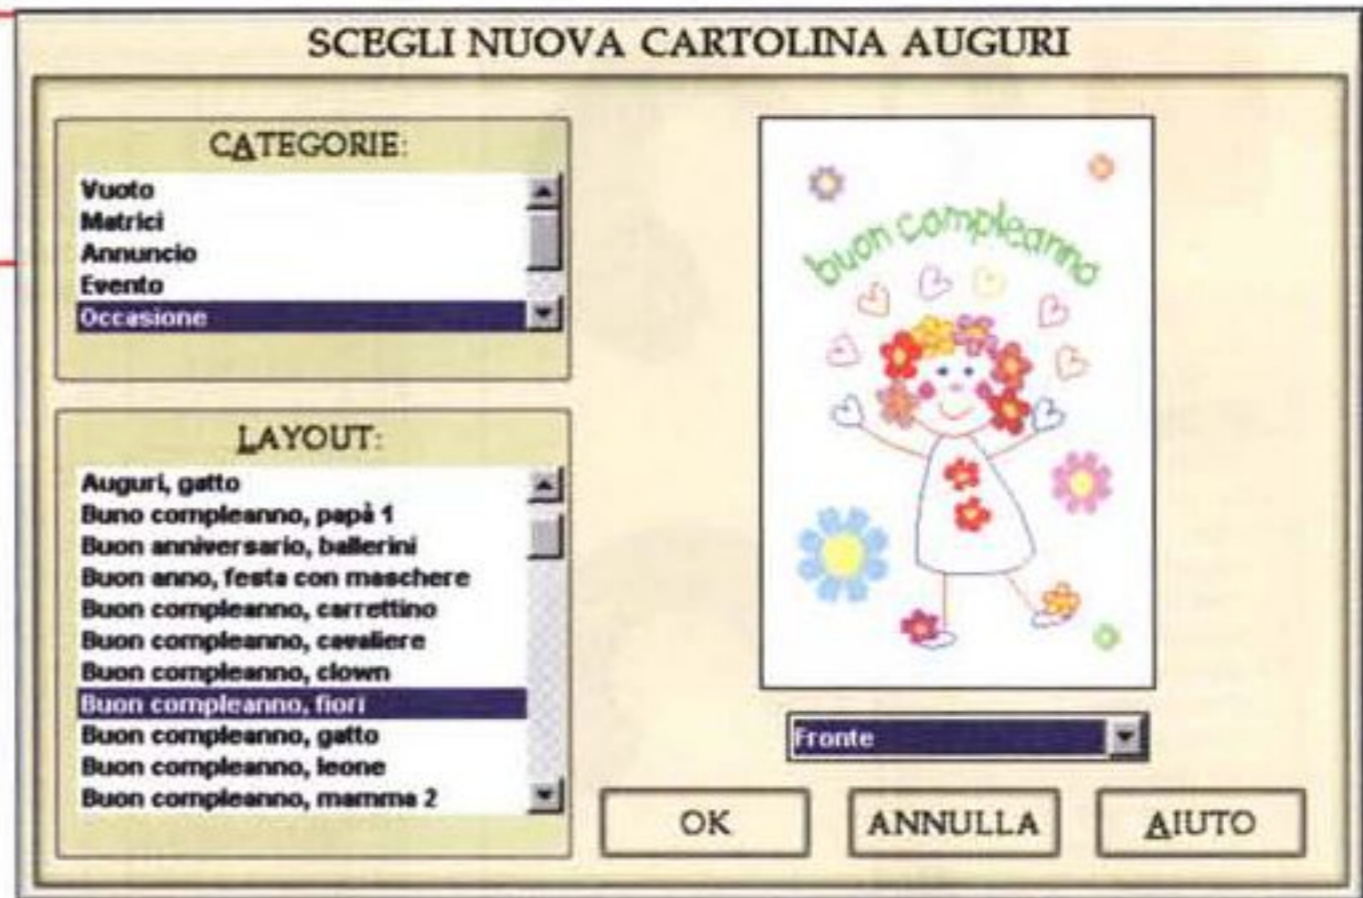 SCEGLI NUOVA CARTOLINA AUGURI
CATEGORIE:
Vuoto
Matrici
Annuncio
Evento
Occasione
LAYOUT:
Auguri, gatto
Buno compleanno, papà 1
Buon anniversario, ballerini
Buon anno, festa con maschere
Buon compleanno, carrettino
Buon compleanno, cavaliere
Buon compleanno, clown
Buon compleanno, fiori
Buon compleanno, gatto
Buon compleanno, leone
Buon compleanno, mamma 2
buon compleanno
Fronte
OK
ANNULLA
AIUTO